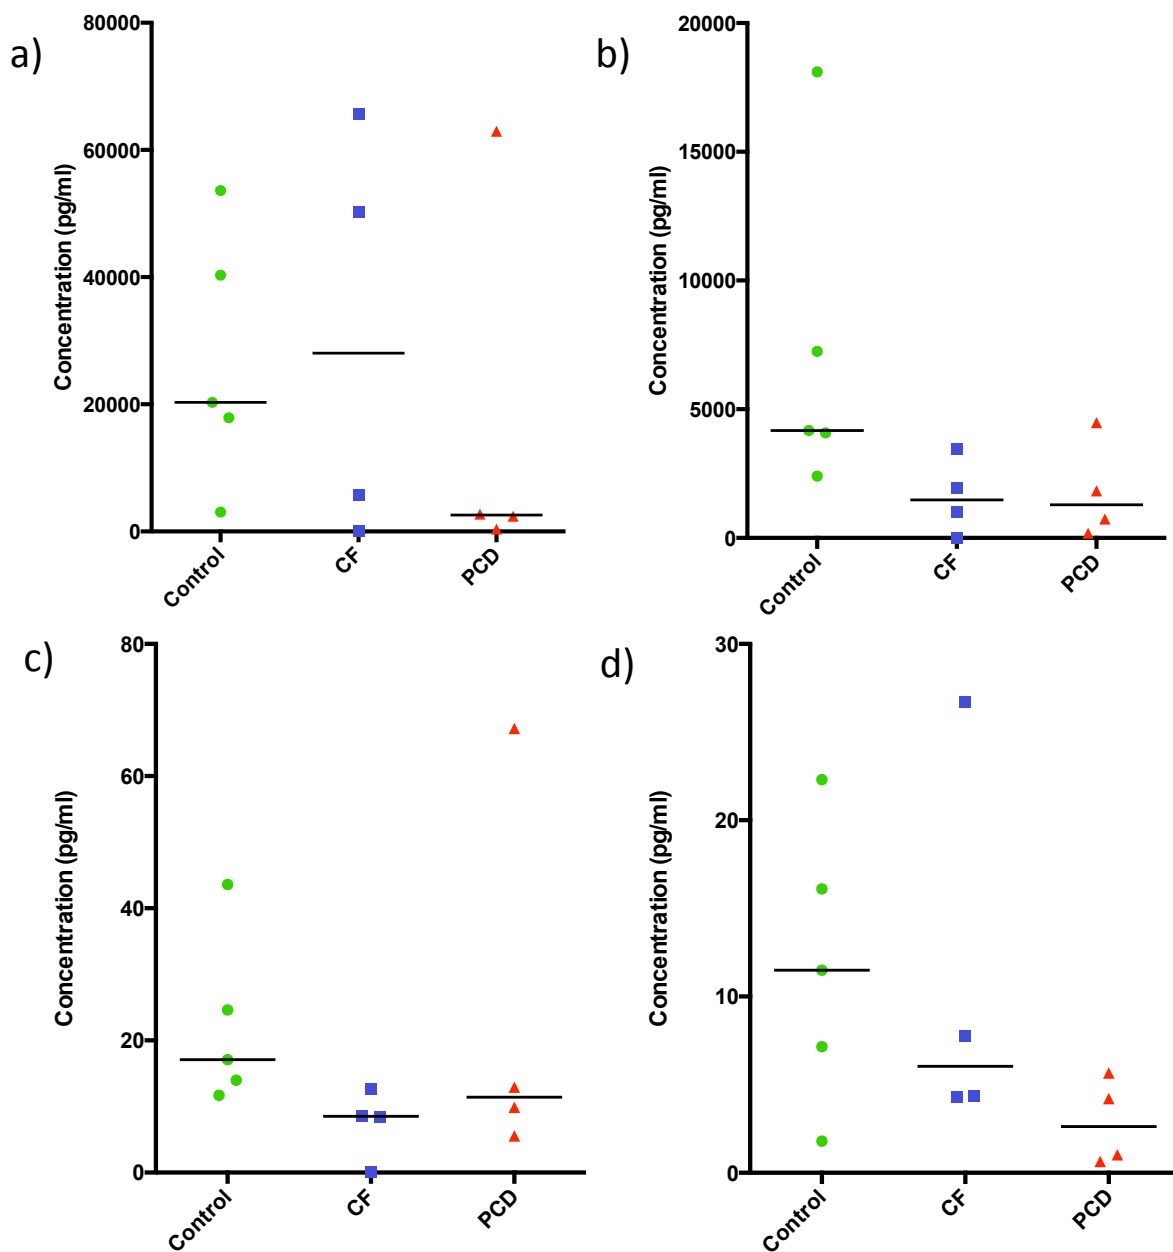 a)
Concentration (pg/ml)
80000
60000
40000
20000
0
Control
CF
PCD
b)
Concentration (pg/ml)
20000
15000
10000
5000
0
Control
CF
PCD
c)
Concentration (pg/ml)
80
60
40
20
0
Control
CF
PCD
d)
Concentration (pg/ml)
30
20
10
0
Control
CF
PCD